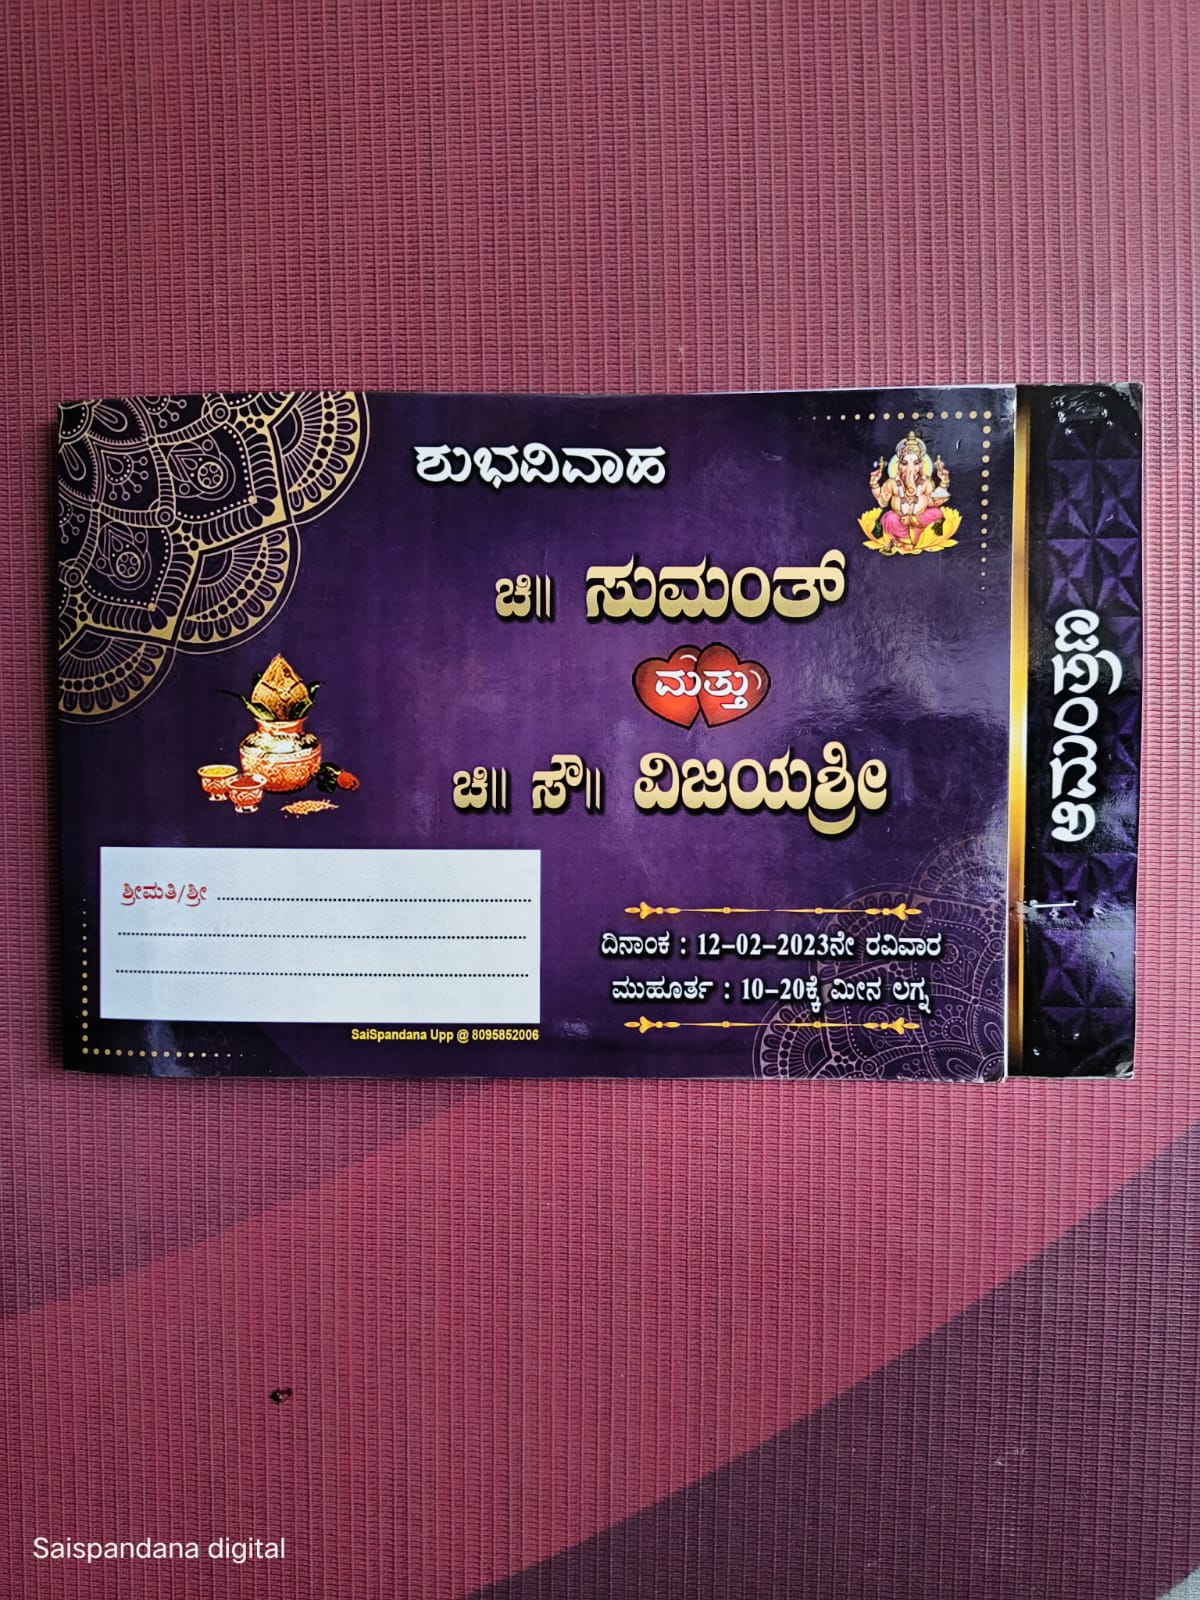 ಶುಭವಿವಾಹ
ಚಿ|| ಸುಮಂತ್
ಮತ್ತು
ಚಿ|| ಸೌ|| ವಿಜಯಶ್ರೀ
ಶ್ರೀಮತಿ/ಶ್ರೀ
ದಿನಾಂಕ : 12-02-2023ನೇ ರವಿವಾರ
ಮುಹೂರ್ತ : 10-20ಕ್ಕೆ ಮೀನ ಲಗ್ನ
SaiSpandana Upp @ 8095852006
ಆಮಂತ್ರಣ
Saispandana digital